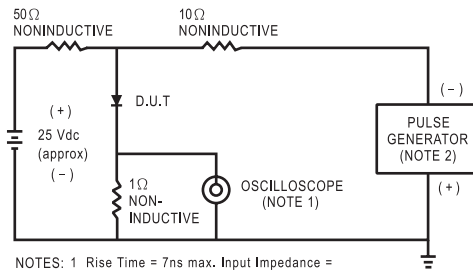 50Ω
NONINDUCTIVE
10Ω
NONINDUCTIVE
D.U.T
(+)
25 Vdc
(approx)
(−)
1Ω
NON-
INDUCTIVE
OSCILLOSCOPE
(NOTE 1)
(−)
PULSE
GENERATOR
(NOTE 2)
(+)
NOTES: 1 Rise Time = 7ns max. Input Impedance =